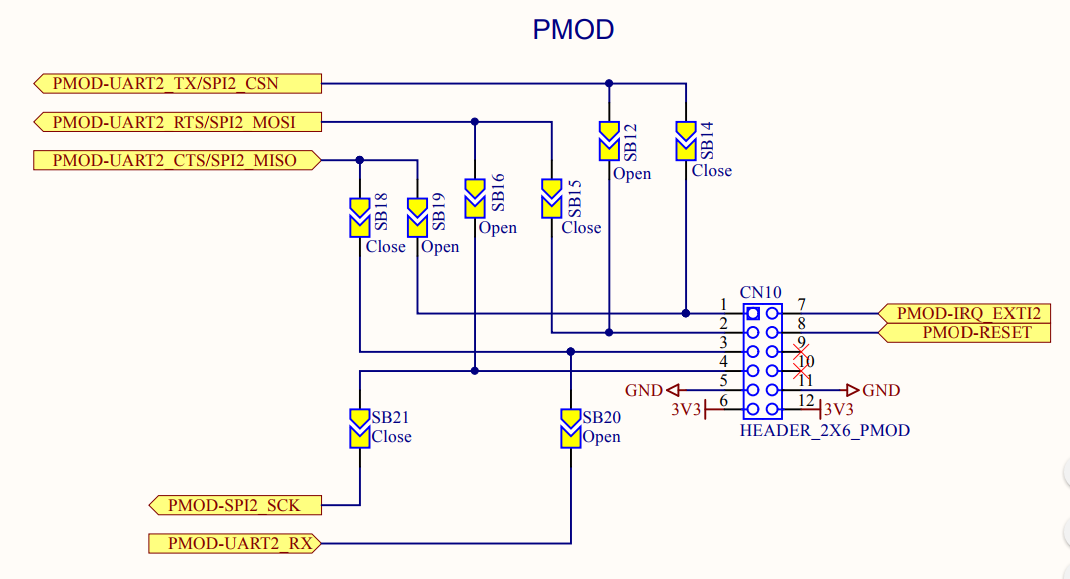 PMOD
PMOD-UART2_TX/SPI2_CSN
PMOD-UART2_RTS/SPI2_MOSI
PMOD-UART2_CTS/SPI2_MISO
SB12
Open
SB14
Close
SB16
Open
SB15
Close
SB18
Close
SB19
Open
CN10
1
2
3
4
5
6
7
8
9
10
11
12
PMOD-IRQ_EXTI2
PMOD-RESET
GND
GND
3V3
3V3
HEADER_2X6_PMOD
SB21
Close
SB20
Open
PMOD-SPI2_SCK
PMOD-UART2_RX